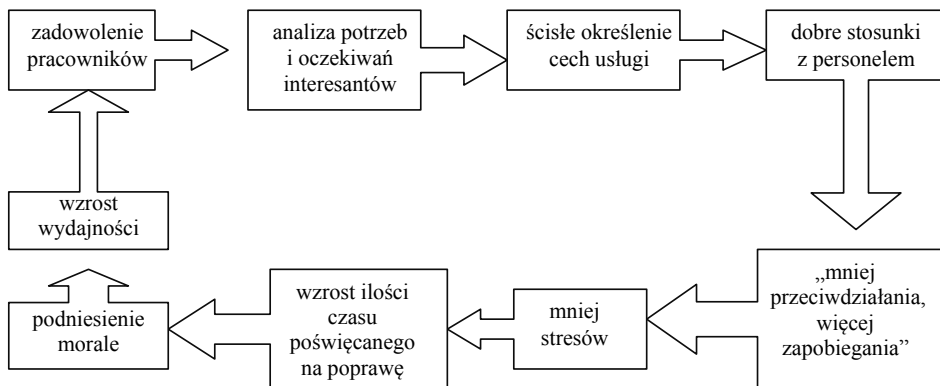 zadowolenie
pracowników
analiza potrzeb
i oczekiwań
interesantów
ścisłe określenie
cech usługi
dobre stosunki
z personelem
„mniej
przeciwdziałania,
więcej
zapobiegania”
mniej
stresów
wzrost ilości
czasu
poświęcanego
na poprawę
podniesienie
morale
wzrost
wydajności